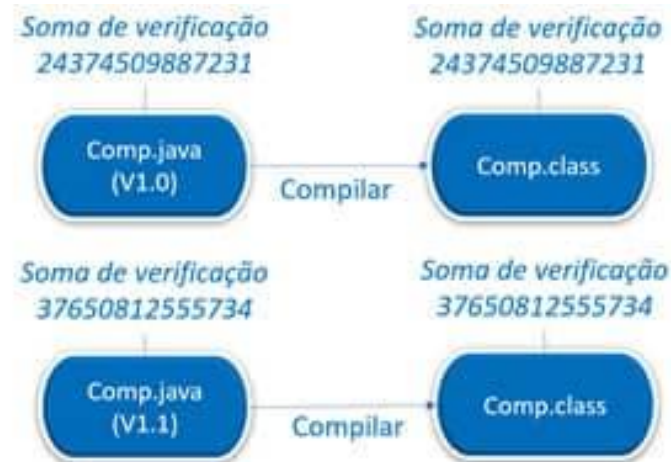 Soma de verificação
24374509887231
Soma de verificação
24374509887231
Comp.java
(V1.0)
Compilar
Comp.class
Soma de verificação
37650812555734
Soma de verificação
37650812555734
Comp.java
(V1.1)
Compilar
Comp.class